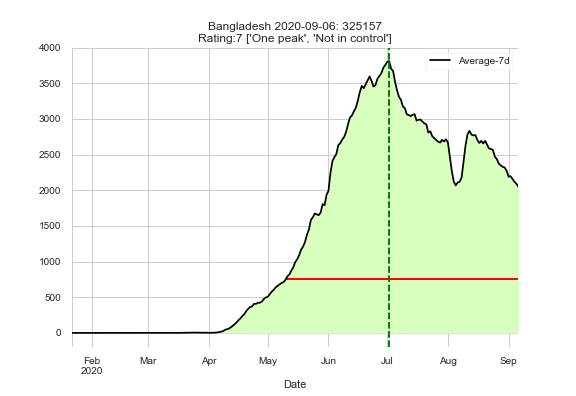 Bangladesh 2020-09-06: 325157
Rating:7 ['One peak', 'Not in control']
Average-7d
4000
3500
3000
2500
2000
1500
1000
500
0
Feb Mar Apr May Jun Jul Aug Sep
2020
Date